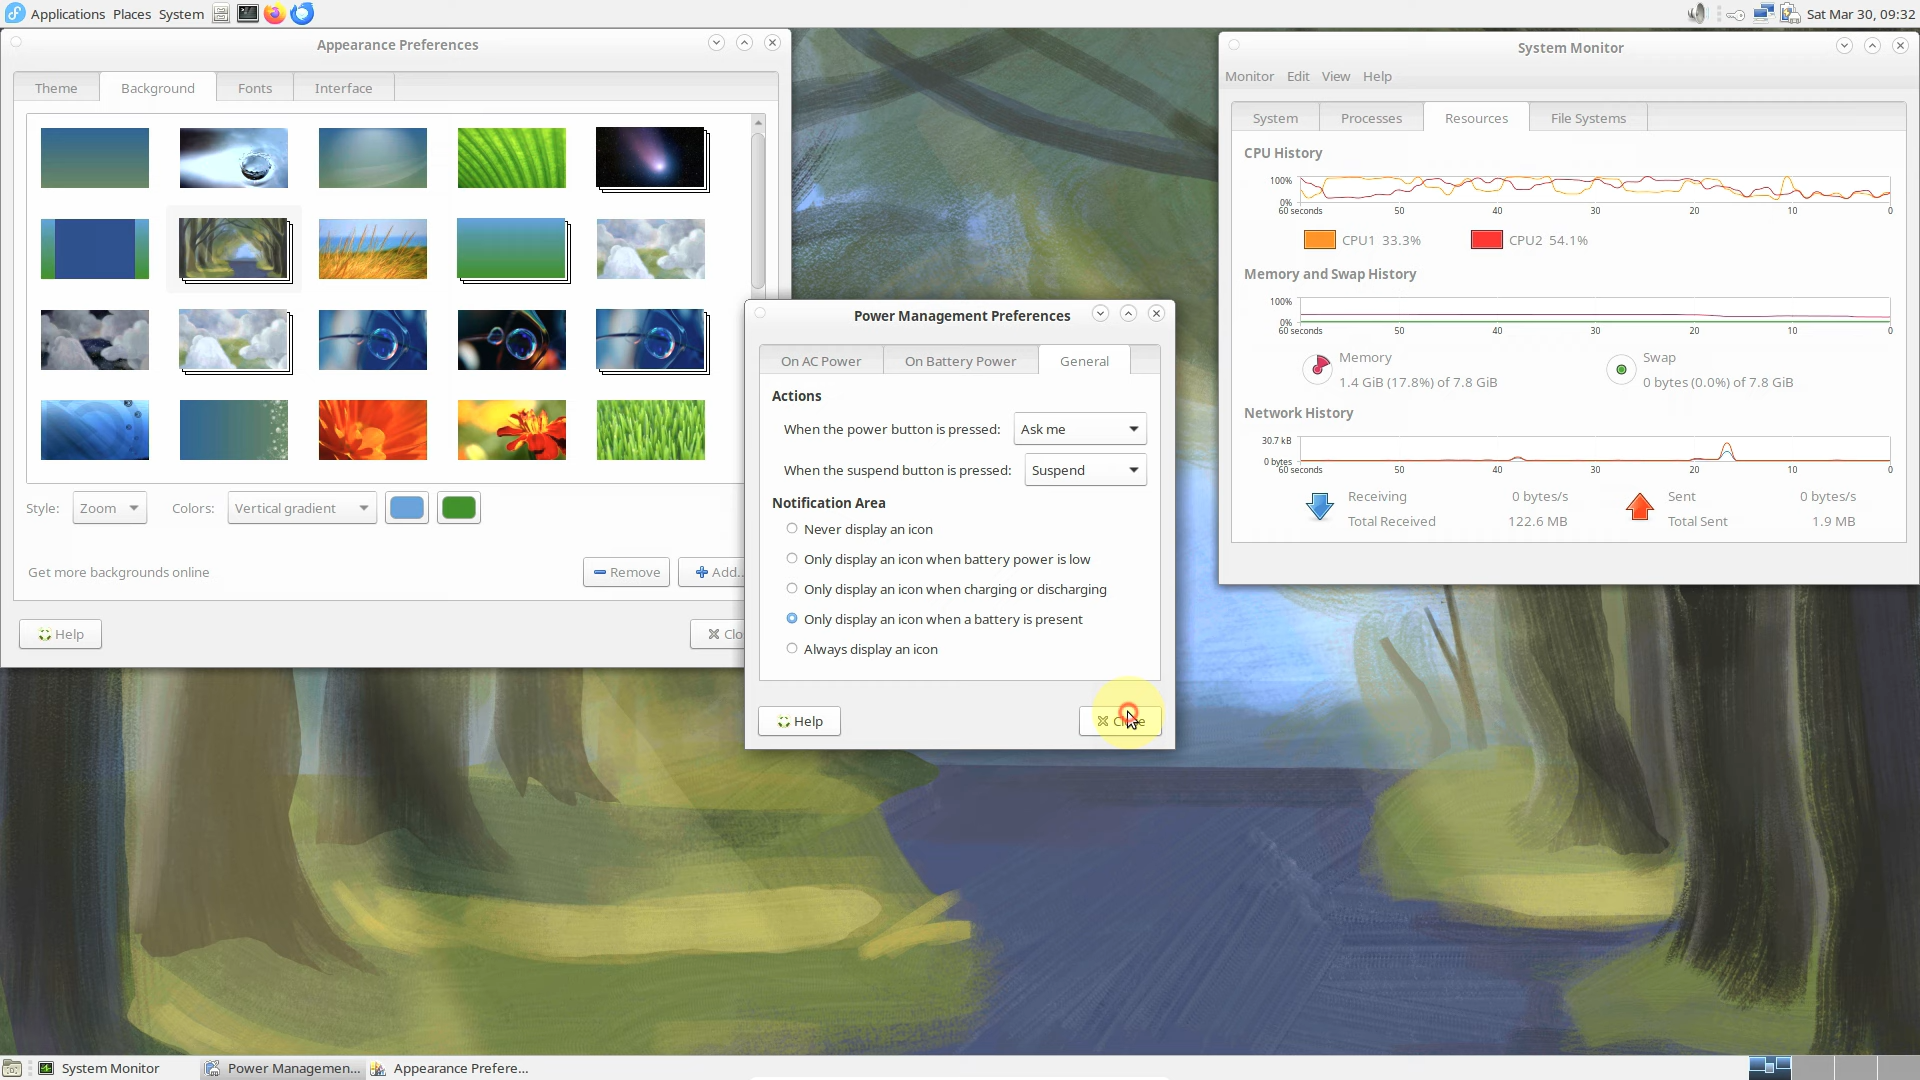 Applications Places System
Sat Mar 30, 09:32
Appearance Preferences
Theme Background Fonts Interface
Style: Zoom Colors: Vertical gradient
Get more backgrounds online Remove Add..
Help Clo
Power Management Preferences
On AC Power On Battery Power General
Actions
When the power button is pressed: Ask me
When the suspend button is pressed: Suspend
Notification Area
Never display an icon
Only display an icon when battery power is low
Only display an icon when charging or discharging
Only display an icon when a battery is present
Always display an icon
Help Close
System Monitor
Monitor Edit View Help
System Processes Resources File Systems
CPU History
100%
0%
60 seconds 50 40 30 20 10 0
CPU1 33.3% CPU2 54.1%
Memory and Swap History
100%
0%
60 seconds 50 40 30 20 10 0
Memory Swap
1.4 GiB (17.8%) of 7.8 GiB 0 bytes (0.0%) of 7.8 GiB
Network History
30.7 kB
0 bytes
60 seconds 50 40 30 20 10 0
Receiving 0 bytes/s Sent 0 bytes/s
Total Received 122.6 MB Total Sent 1.9 MB
System Monitor Power Managemen... Appearance Prefere...